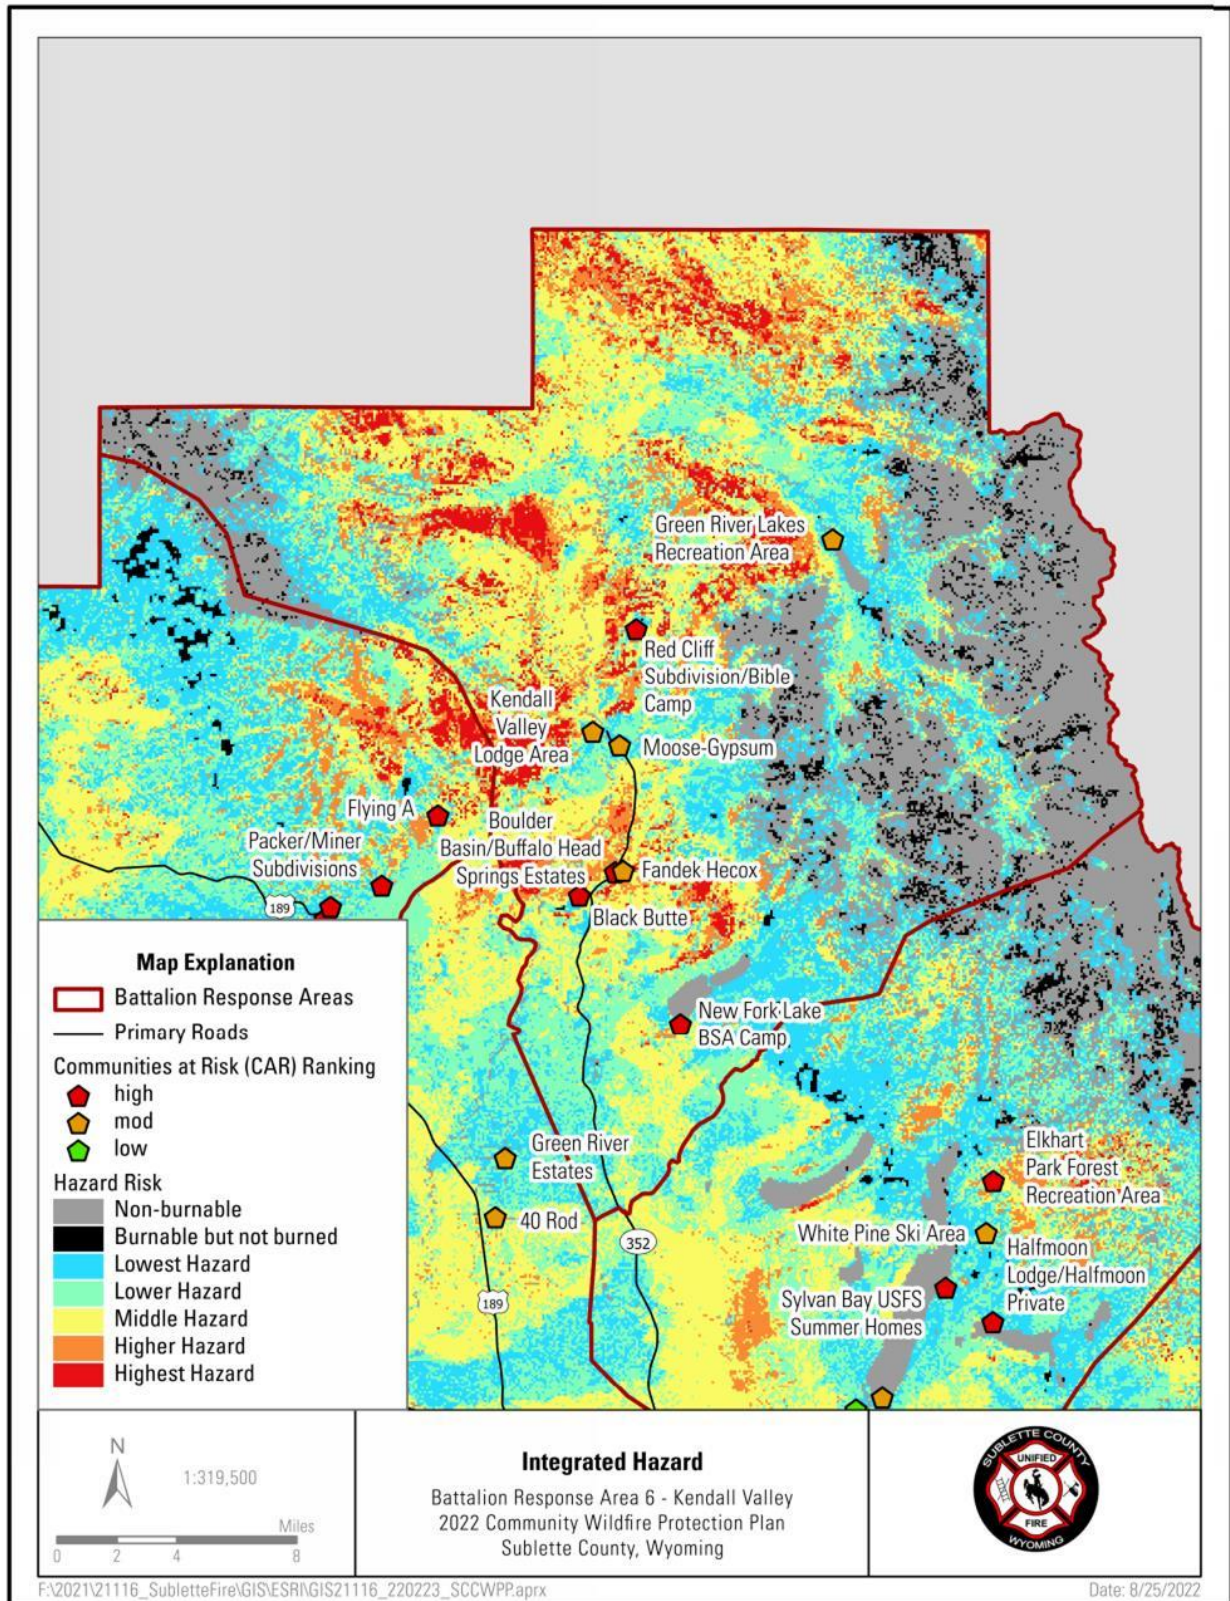 Green River Lakes
Recreation Area
Red Cliff
Subdivision/Bible
Camp
Kendall
Valley
Lodge Area
Moose-Gypsum
Flying A
Boulder
Basin/Buffalo Head
Springs Estates
Packer/Miner
Subdivisions
Fandek Hecox
189
Black Butte
New Fork Lake
BSA Camp
Green River
Estates
40 Rod
352
189
Elkhart
Park Forest
Recreation Area
White Pine Ski Area
Halfmoon
Lodge/Halfmoon
Private
Sylvan Bay USFS
Summer Homes
Map Explanation
Battalion Response Areas
Primary Roads
Communities at Risk (CAR) Ranking
high
mod
low
Hazard Risk
Non-burnable
Burnable but not burned
Lowest Hazard
Lower Hazard
Middle Hazard
Higher Hazard
Highest Hazard
N
1:319,500
Miles
0 2 4 8
Integrated Hazard
Battalion Response Area 6 - Kendall Valley
2022 Community Wildfire Protection Plan
Sublette County, Wyoming
SUBLETTE COUNTY
UNIFIED
FIRE
WYOMING
F:\2021\21116_SubletteFire\GIS\ESRI\GIS21116_220223_SCCWPP.aprx
Date: 8/25/2022